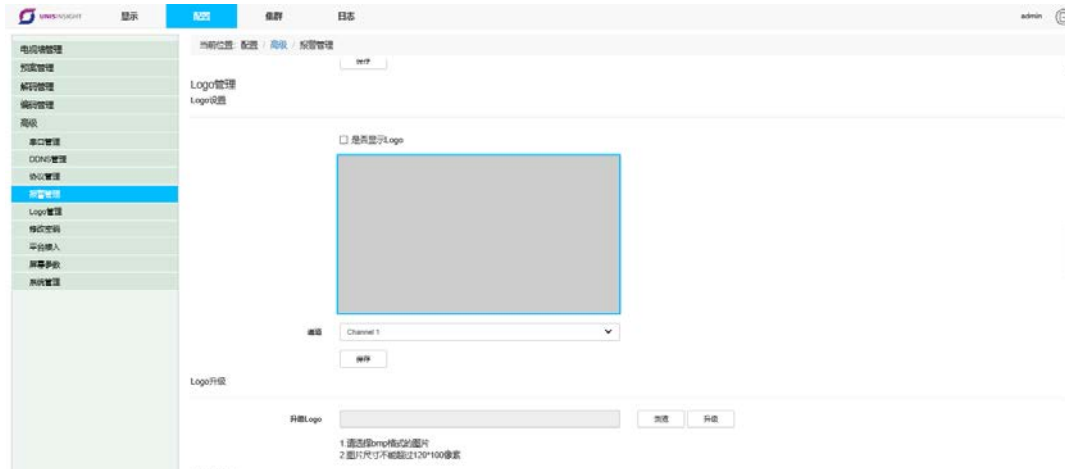 UNISINSIGHT 显示 配置 集群 日志 admin
电视墙管理
预案管理
解码管理
编码管理
高级
串口管理
DDNS管理
协议管理
报警管理
Logo管理
修改密码
平台接入
屏幕参数
系统管理
当前位置: 配置 / 高级 / 报警管理
保存
Logo管理
Logo设置
是否显示Logo
通道 Channel 1
保存
Logo升级
升级Logo 浏览 升级
1.请选择bmp格式的图片
2.图片尺寸不能超过120*100像素